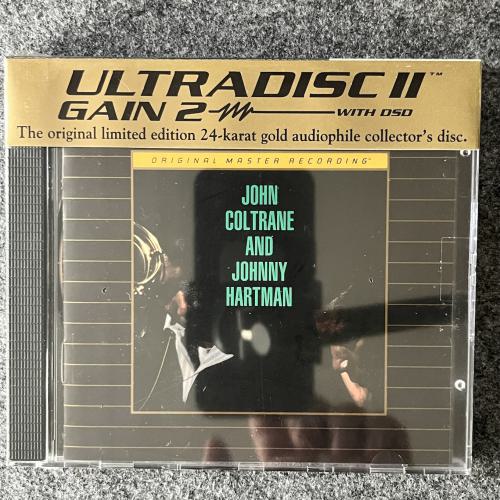 ULTRADISC II™
GAIN 2 WITH DSD
The original limited edition 24-karat gold audiophile collector's disc.
ORIGINAL MASTER RECORDING™
JOHN
COLTRANE
AND
JOHNNY
HARTMAN